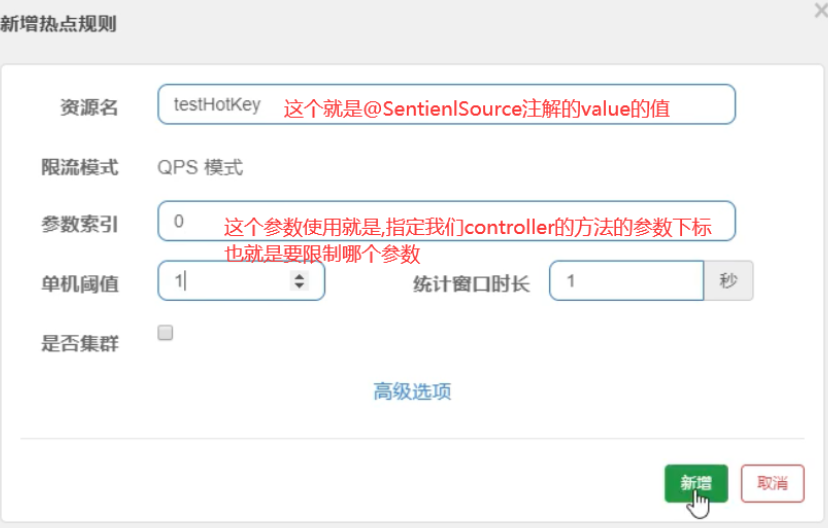 新增热点规则
×
资源名 testHotKey 这个就是@SentienlSource注解的value的值
限流模式 QPS 模式
参数索引 0 这个参数使用就是,指定我们controller的方法的参数下标
也就是要限制哪个参数
单机阈值 1 统计窗口时长 1 秒
是否集群
高级选项
新增 取消